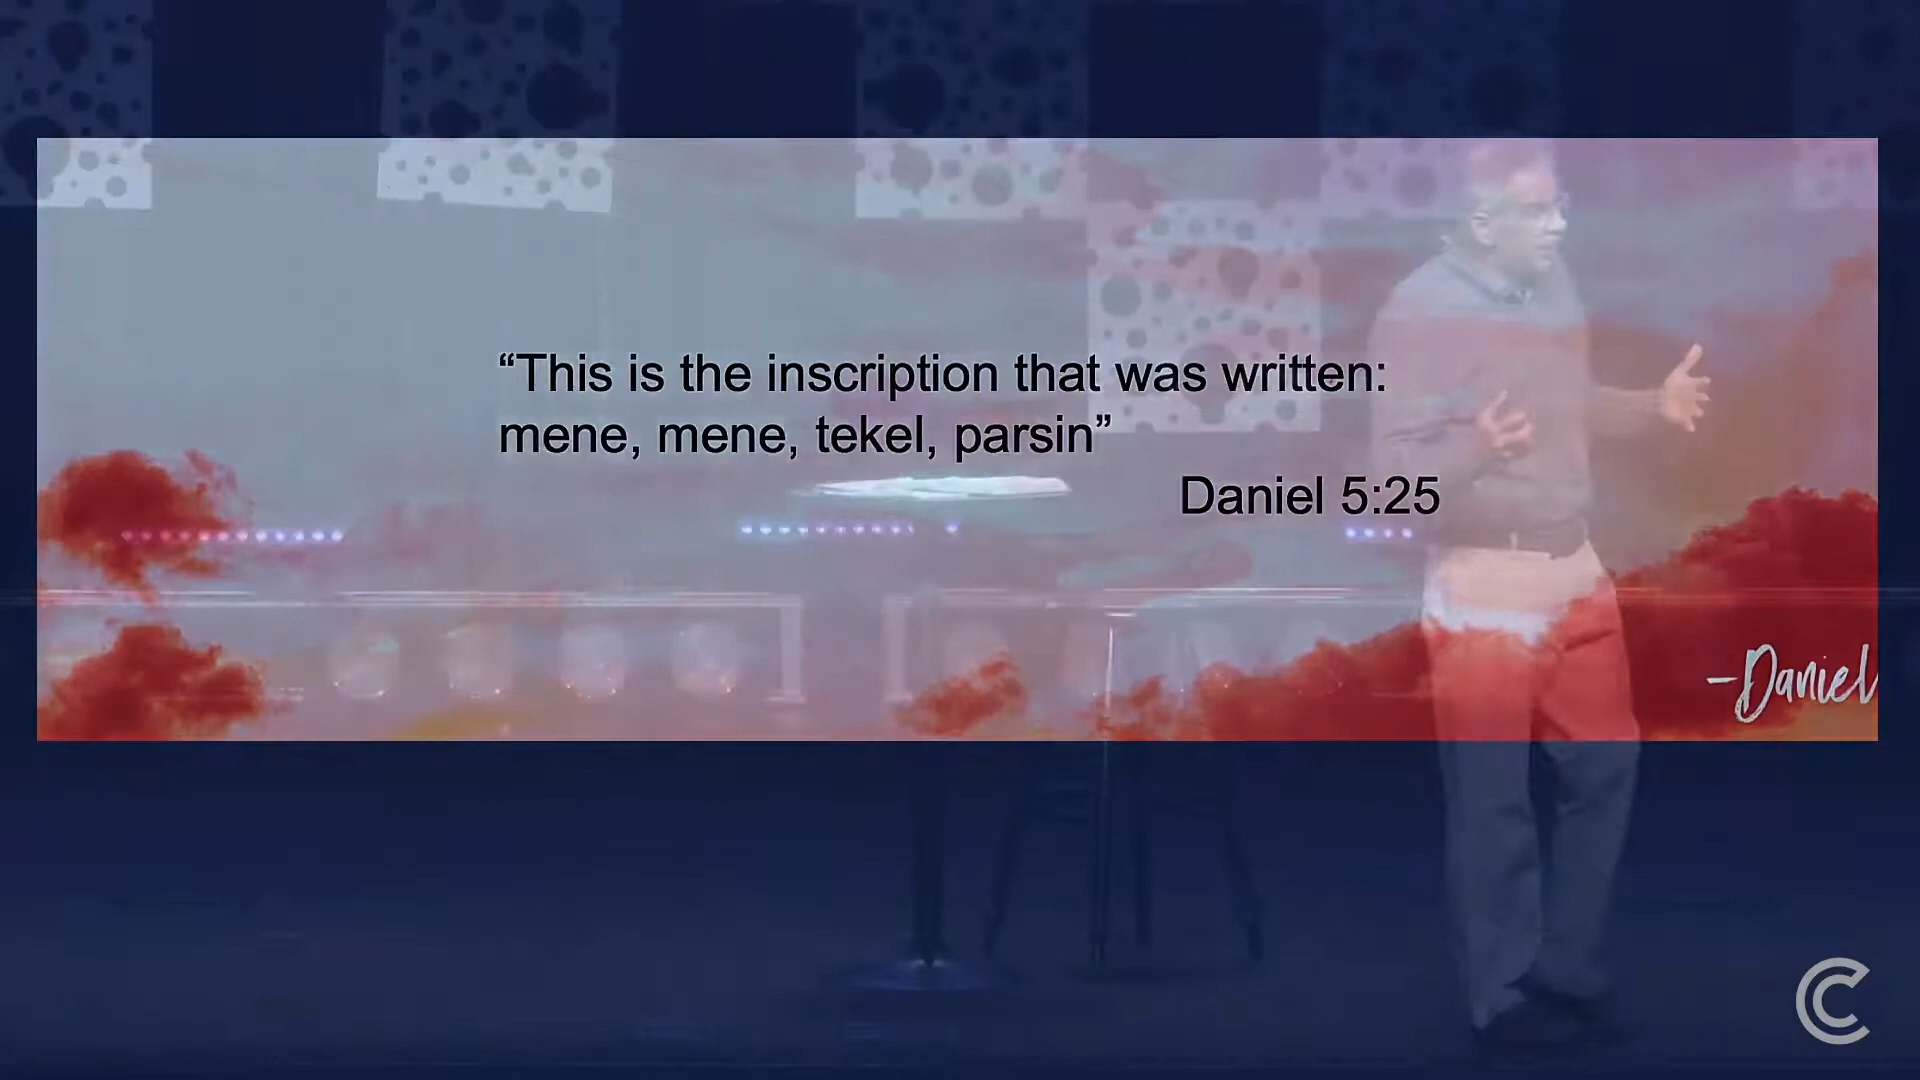 “This is the inscription that was written:
mene, mene, tekel, parsin”
Daniel 5:25
-Daniel